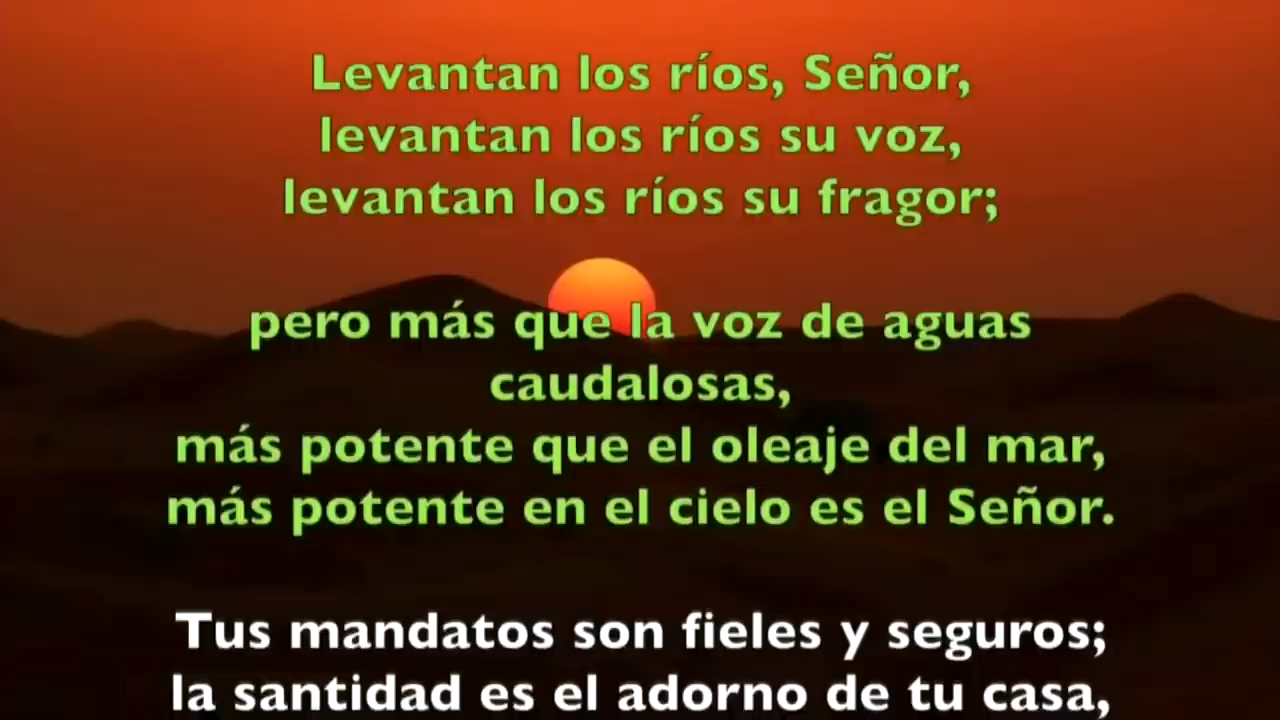 Levantan los ríos, Señor,
levantan los ríos su voz,
levantan los ríos su fragor;
pero más que la voz de aguas
caudalosas,
más potente que el oleaje del mar,
más potente en el cielo es el Señor.
Tus mandatos son fieles y seguros;
la santidad es el adorno de tu casa,